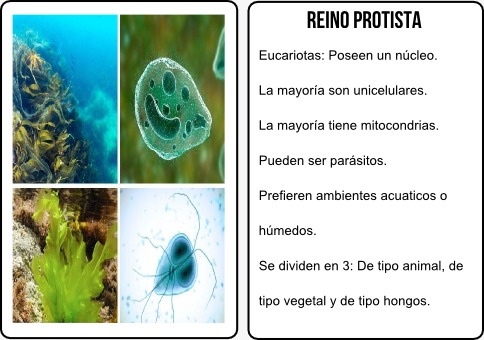 REINO PROTISTA
Eucariotas: Poseen un núcleo.
La mayoría son unicelulares.
La mayoría tiene mitocondrias.
Pueden ser parásitos.
Prefieren ambientes acuaticos o
húmedos.
Se dividen en 3: De tipo animal, de
tipo vegetal y de tipo hongos.